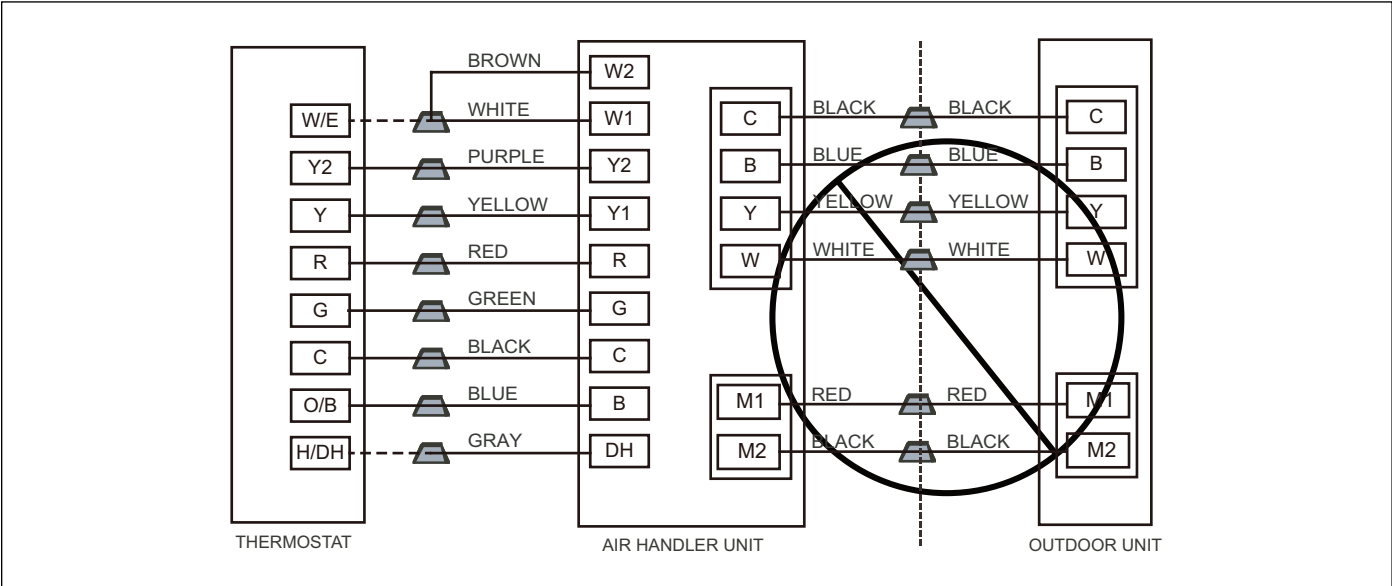 BROWN
W2
W/E WHITE W1 C BLACK BLACK C
Y2 PURPLE Y2 B BLUE BLUE B
Y YELLOW Y1 Y YELLOW YELLOW Y
R RED R W WHITE WHITE W
G GREEN G
C BLACK C
O/B BLUE B M1 RED RED M1
H/DH GRAY DH M2 BLACK BLACK M2
THERMOSTAT AIR HANDLER UNIT OUTDOOR UNIT